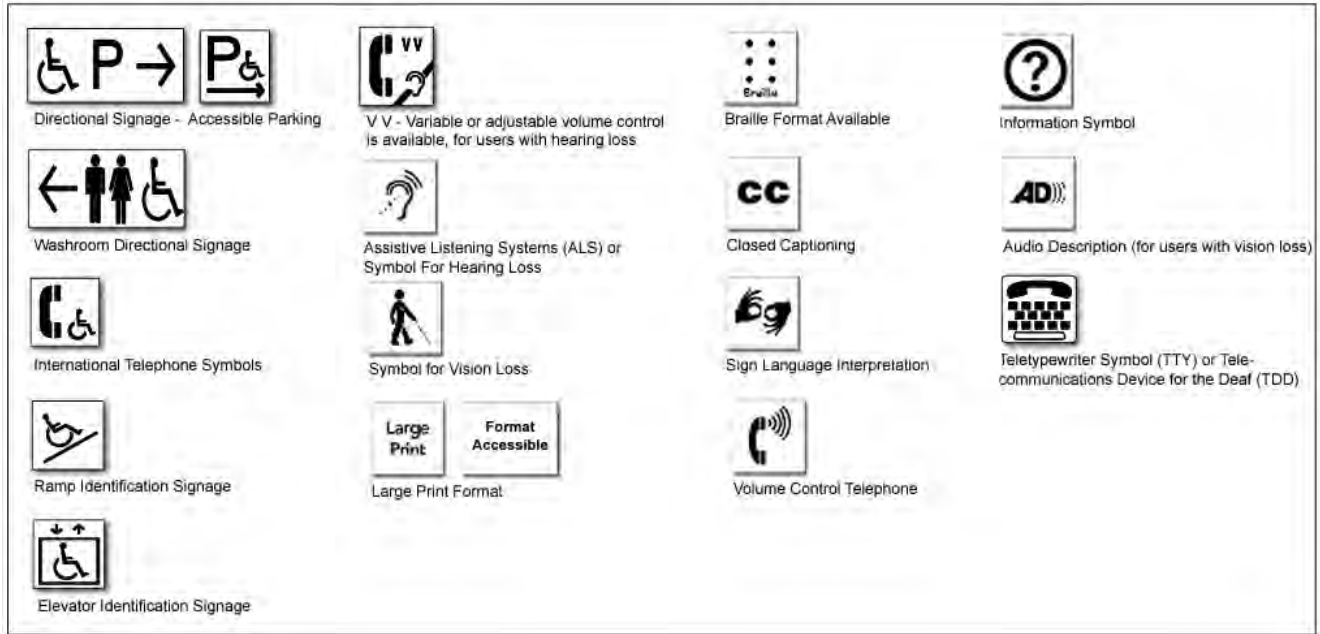 P
P
Directional Signage - Accessible Parking
Washroom Directional Signage
International Telephone Symbols
Ramp Identification Signage
Elevator Identification Signage
V V
V V - Variable or adjustable volume control
is available, for users with hearing loss
Assistive Listening Systems (ALS) or
Symbol For Hearing Loss
Symbol for Vision Loss
Large
Print
Format
Accessible
Large Print Format
Braille
Braille Format Available
CC
Closed Captioning
Sign Language Interpretation
Volume Control Telephone
?
Information Symbol
AD
Audio Description (for users with vision loss)
Teletypewriter Symbol (TTY) or Tele-
communications Device for the Deaf (TDD)